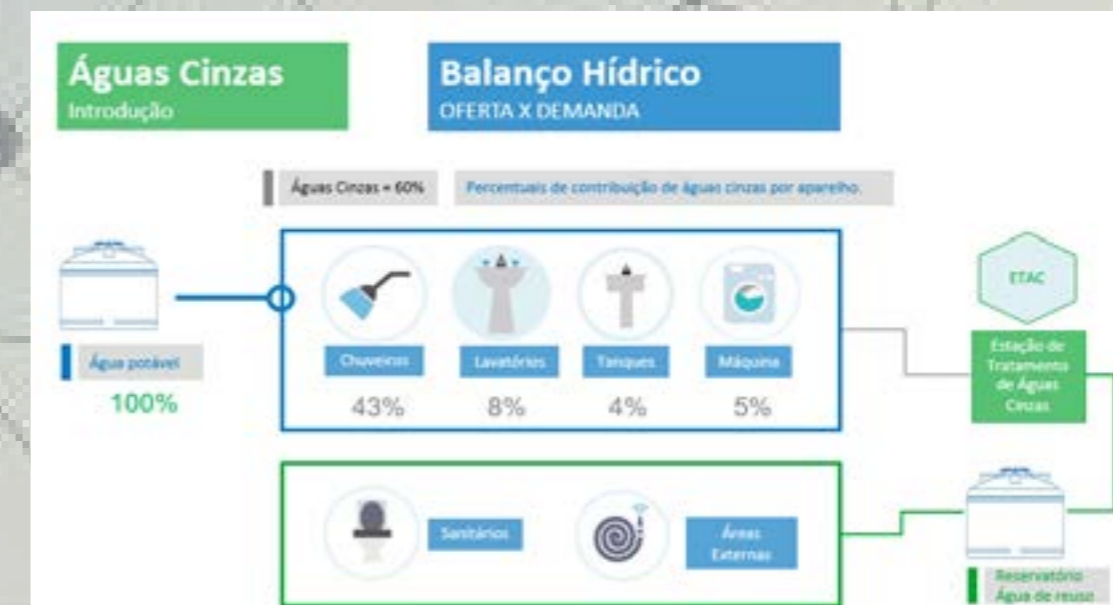 Águas Cinzas
Introdução
Balanço Hídrico
OFERTA X DEMANDA
Águas Cinzas = 60%
Percentuais de contribuição de águas cinzas por aparelho.
Água potável
100%
Chuveiros
43%
Lavatórios
8%
Tanques
4%
Máquina
5%
ETAC
Estação de
Tratamento
de Águas
Cinzas
Sanitários
Áreas
Externas
Reservatório
Água de reuso